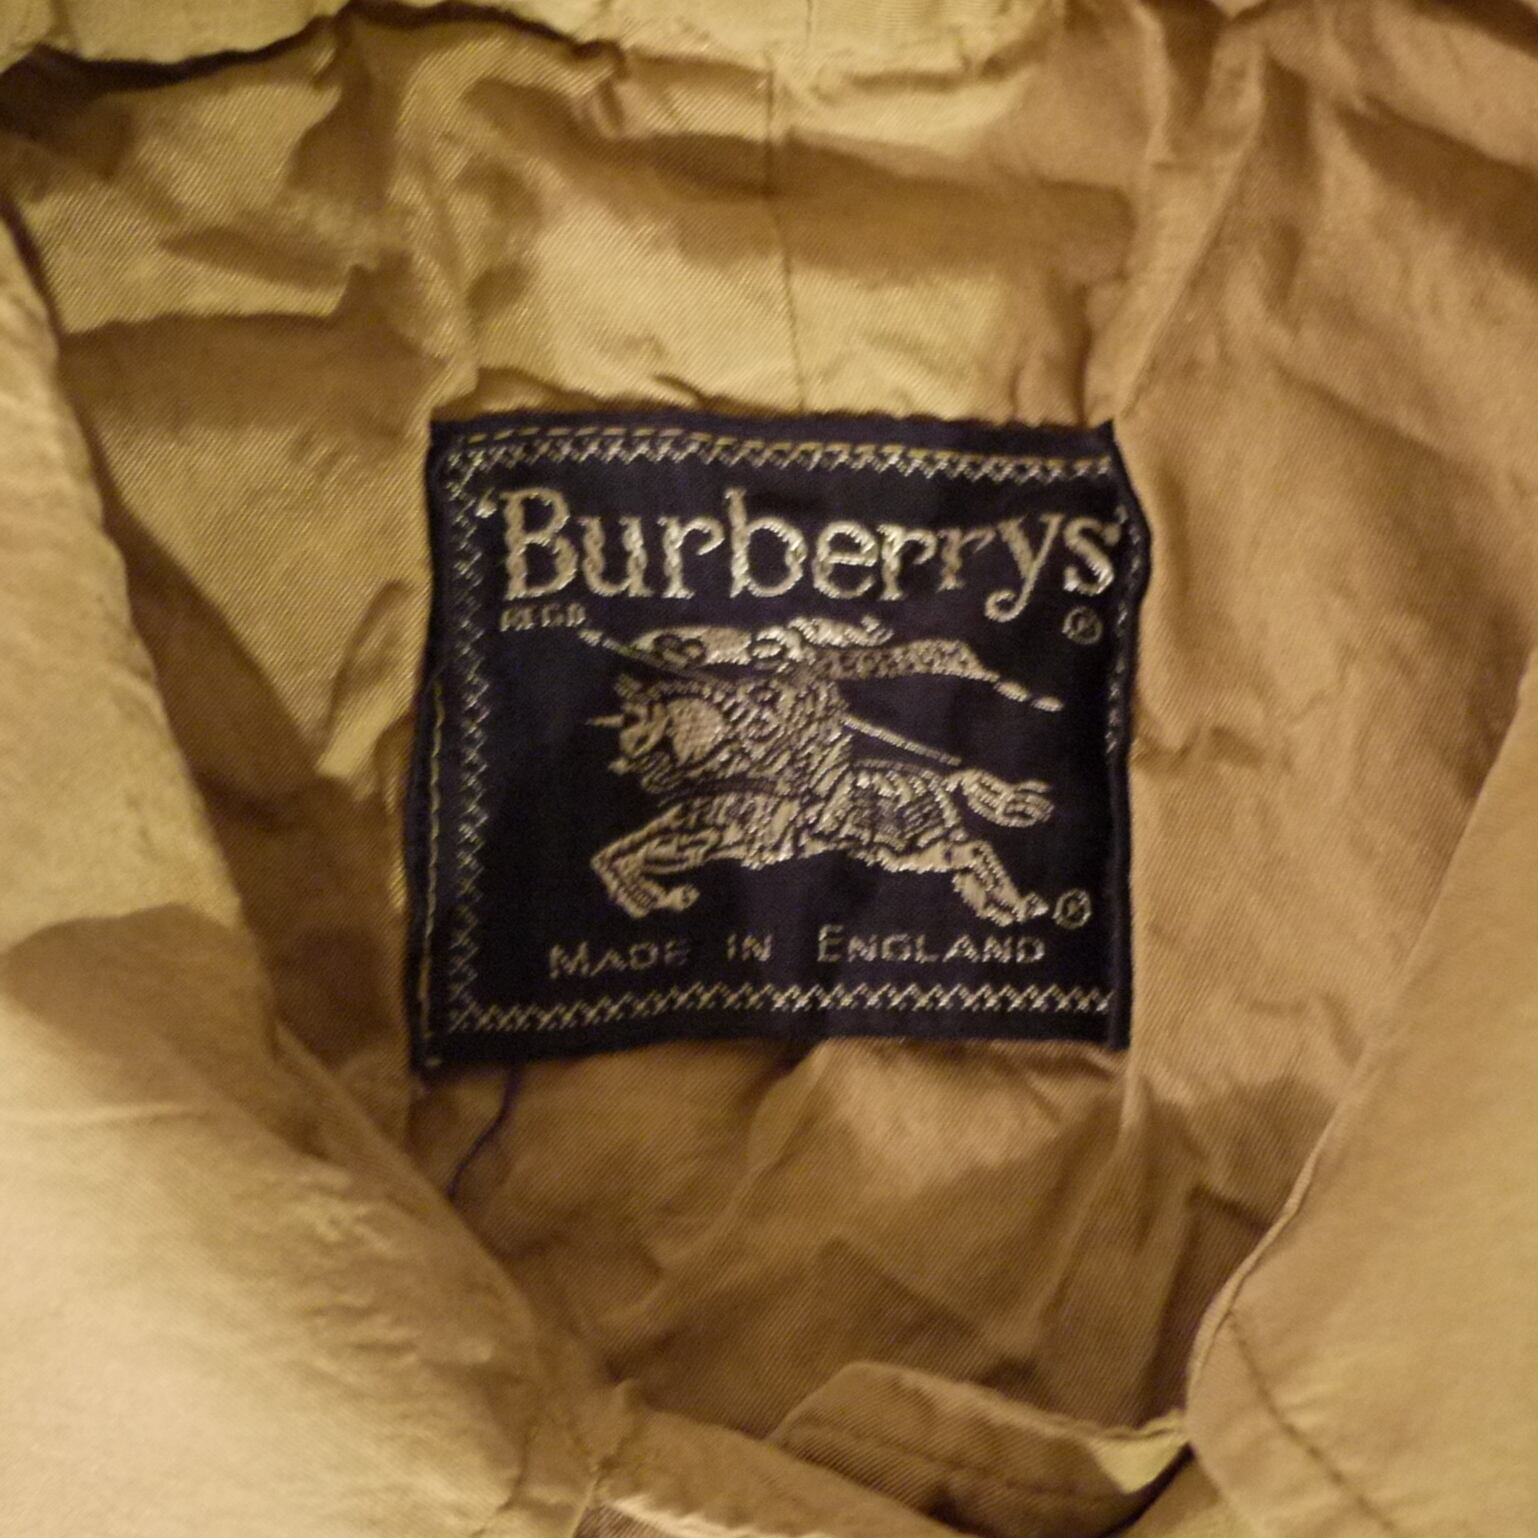 'Burberrys'
REGD. ®
®
MADE IN ENGLAND